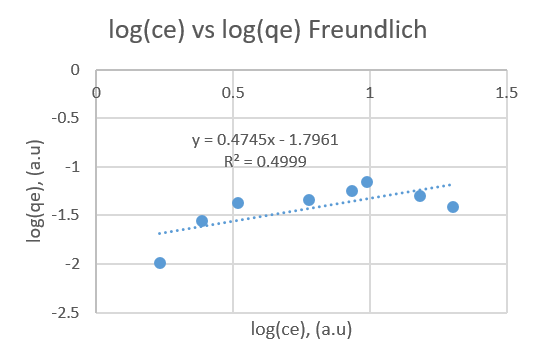 log(ce) vs log(qe) Freundlich
0
0 0.5 1 1.5
-0.5
y = 0.4745x - 1.7961
R² = 0.4999
-1
-1.5
-2
-2.5
log(qe), (a.u)
log(ce), (a.u)